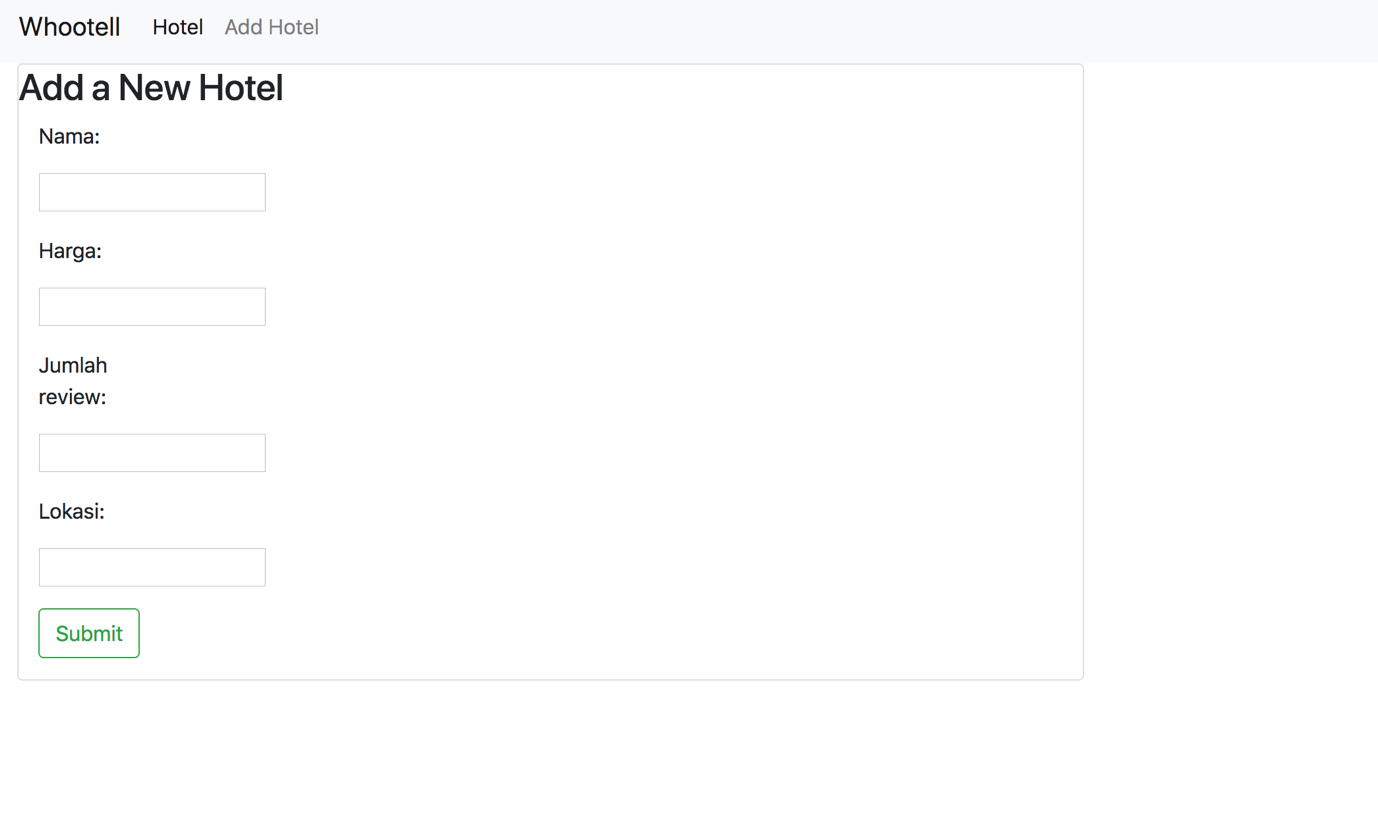 Whootell Hotel Add Hotel
Add a New Hotel
Nama:
Harga:
Jumlah
review:
Lokasi:
Submit